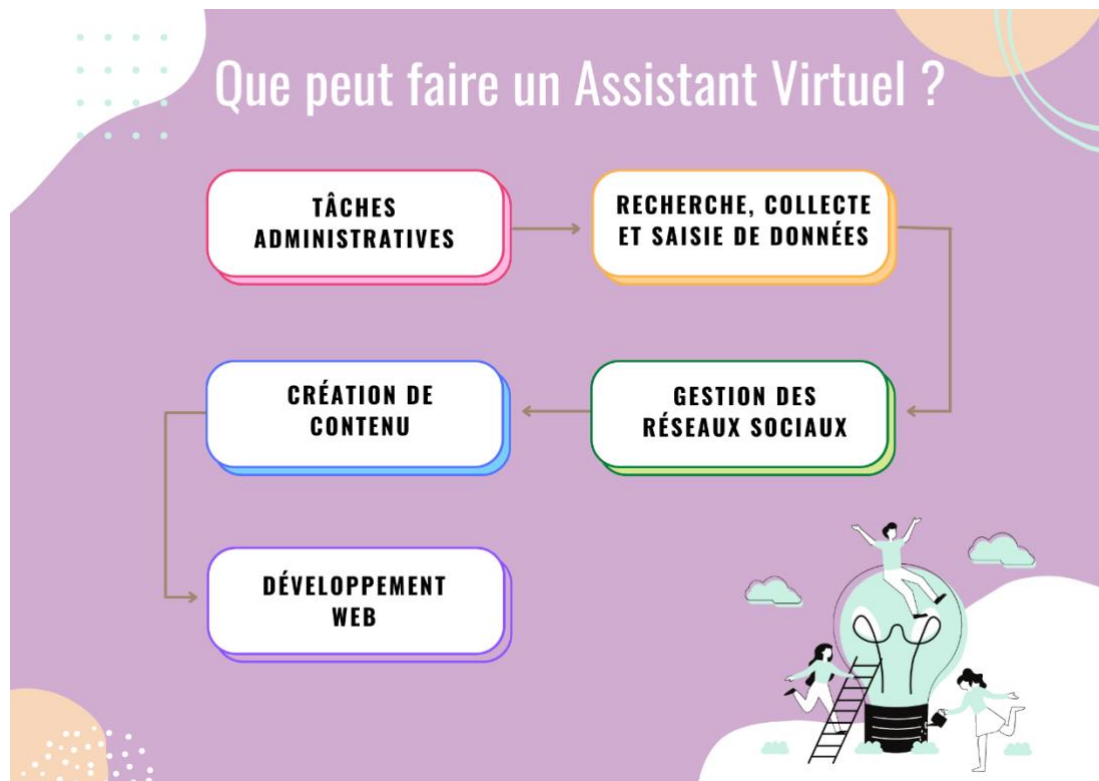 Que peut faire un Assistant Virtuel ?
TÂCHES
ADMINISTRATIVES
RECHERCHE, COLLECTE
ET SAISIE DE DONNÉES
GESTION DES
RÉSEAUX SOCIAUX
CRÉATION DE
CONTENU
DÉVELOPPEMENT
WEB